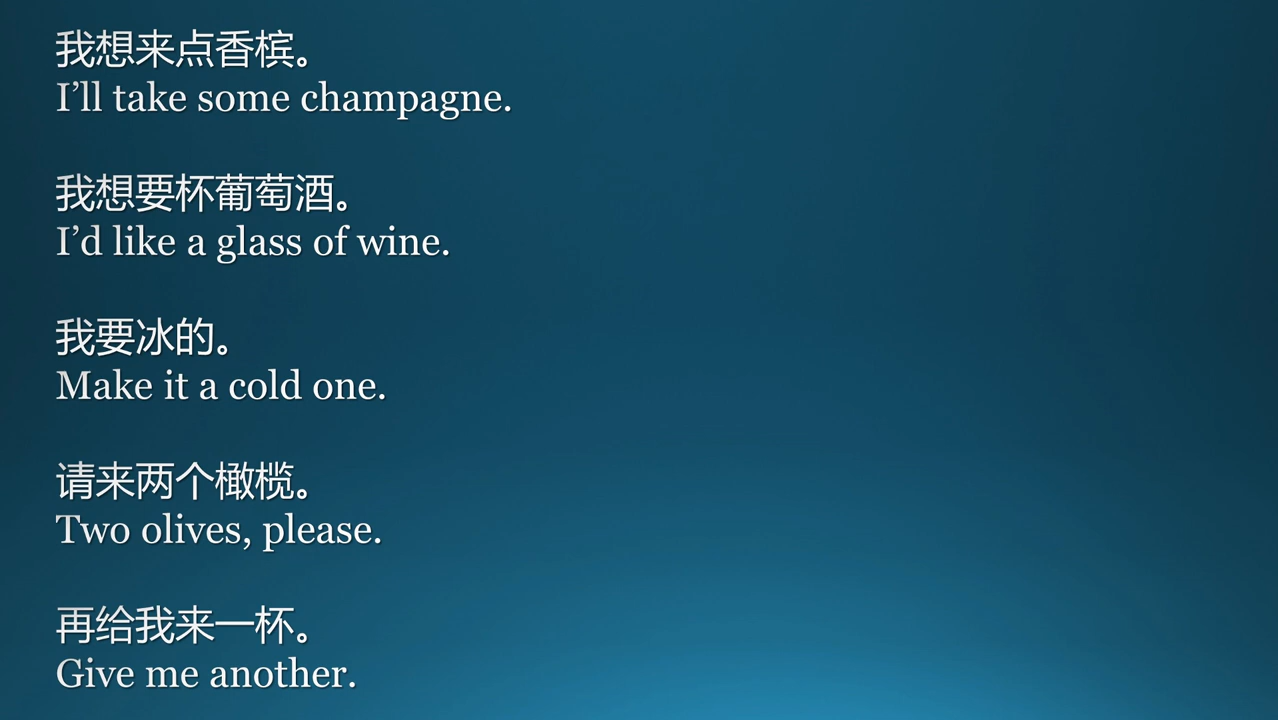 我想来点香槟。
I’ll take some champagne.
我想要杯葡萄酒。
I’d like a glass of wine.
我要冰的。
Make it a cold one.
请来两个橄榄。
Two olives, please.
再给我来一杯。
Give me another.